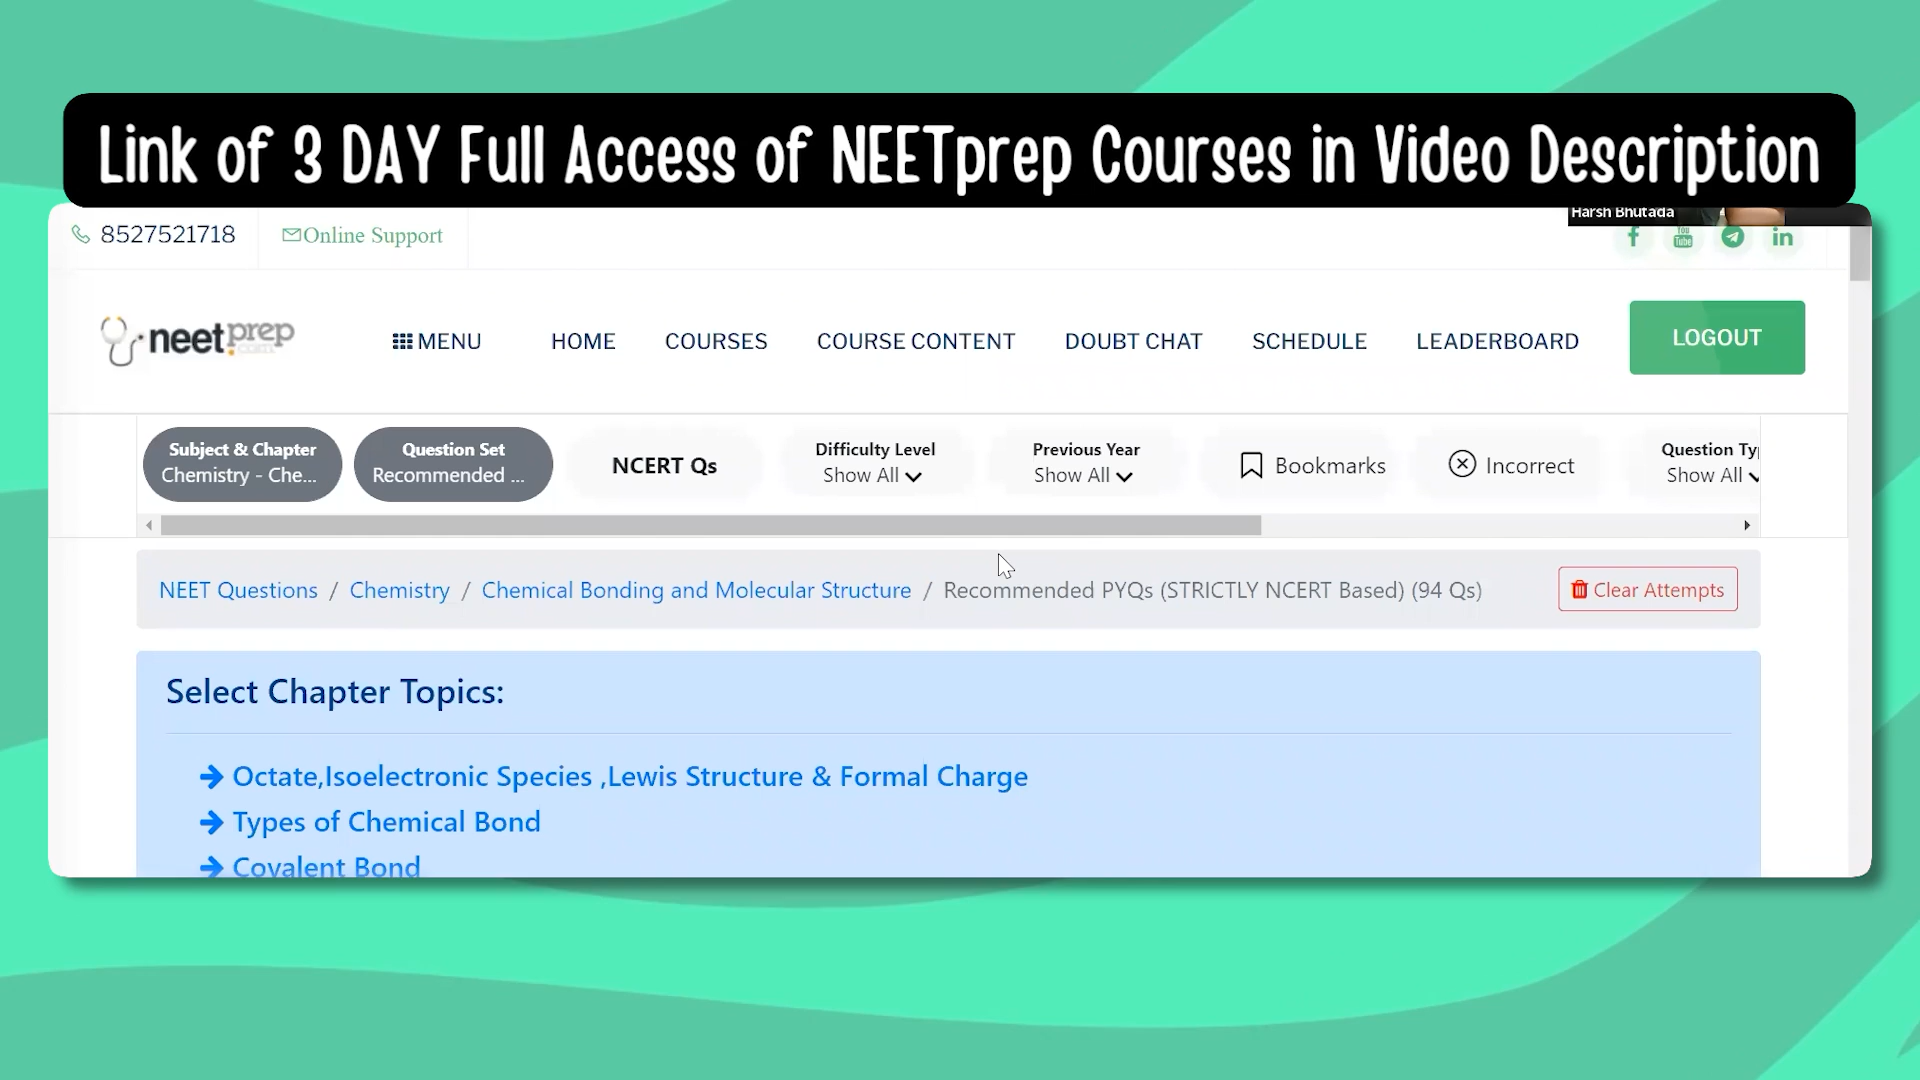 Link of 3 DAY Full Access of NEETprep Courses in Video Description
Harsh Bhutada
8527521718
Online Support
neetprep
.com
MENU
HOME
COURSES
COURSE CONTENT
DOUBT CHAT
SCHEDULE
LEADERBOARD
LOGOUT
Subject & Chapter
Chemistry - Che...
Question Set
Recommended ...
NCERT Qs
Difficulty Level
Show All
Previous Year
Show All
Bookmarks
Incorrect
Question Ty
Show All
NEET Questions / Chemistry / Chemical Bonding and Molecular Structure / Recommended PYQs (STRICTLY NCERT Based) (94 Qs)
Clear Attempts
Select Chapter Topics:
Octate,Isoelectronic Species ,Lewis Structure & Formal Charge
Types of Chemical Bond
Covalent Bond